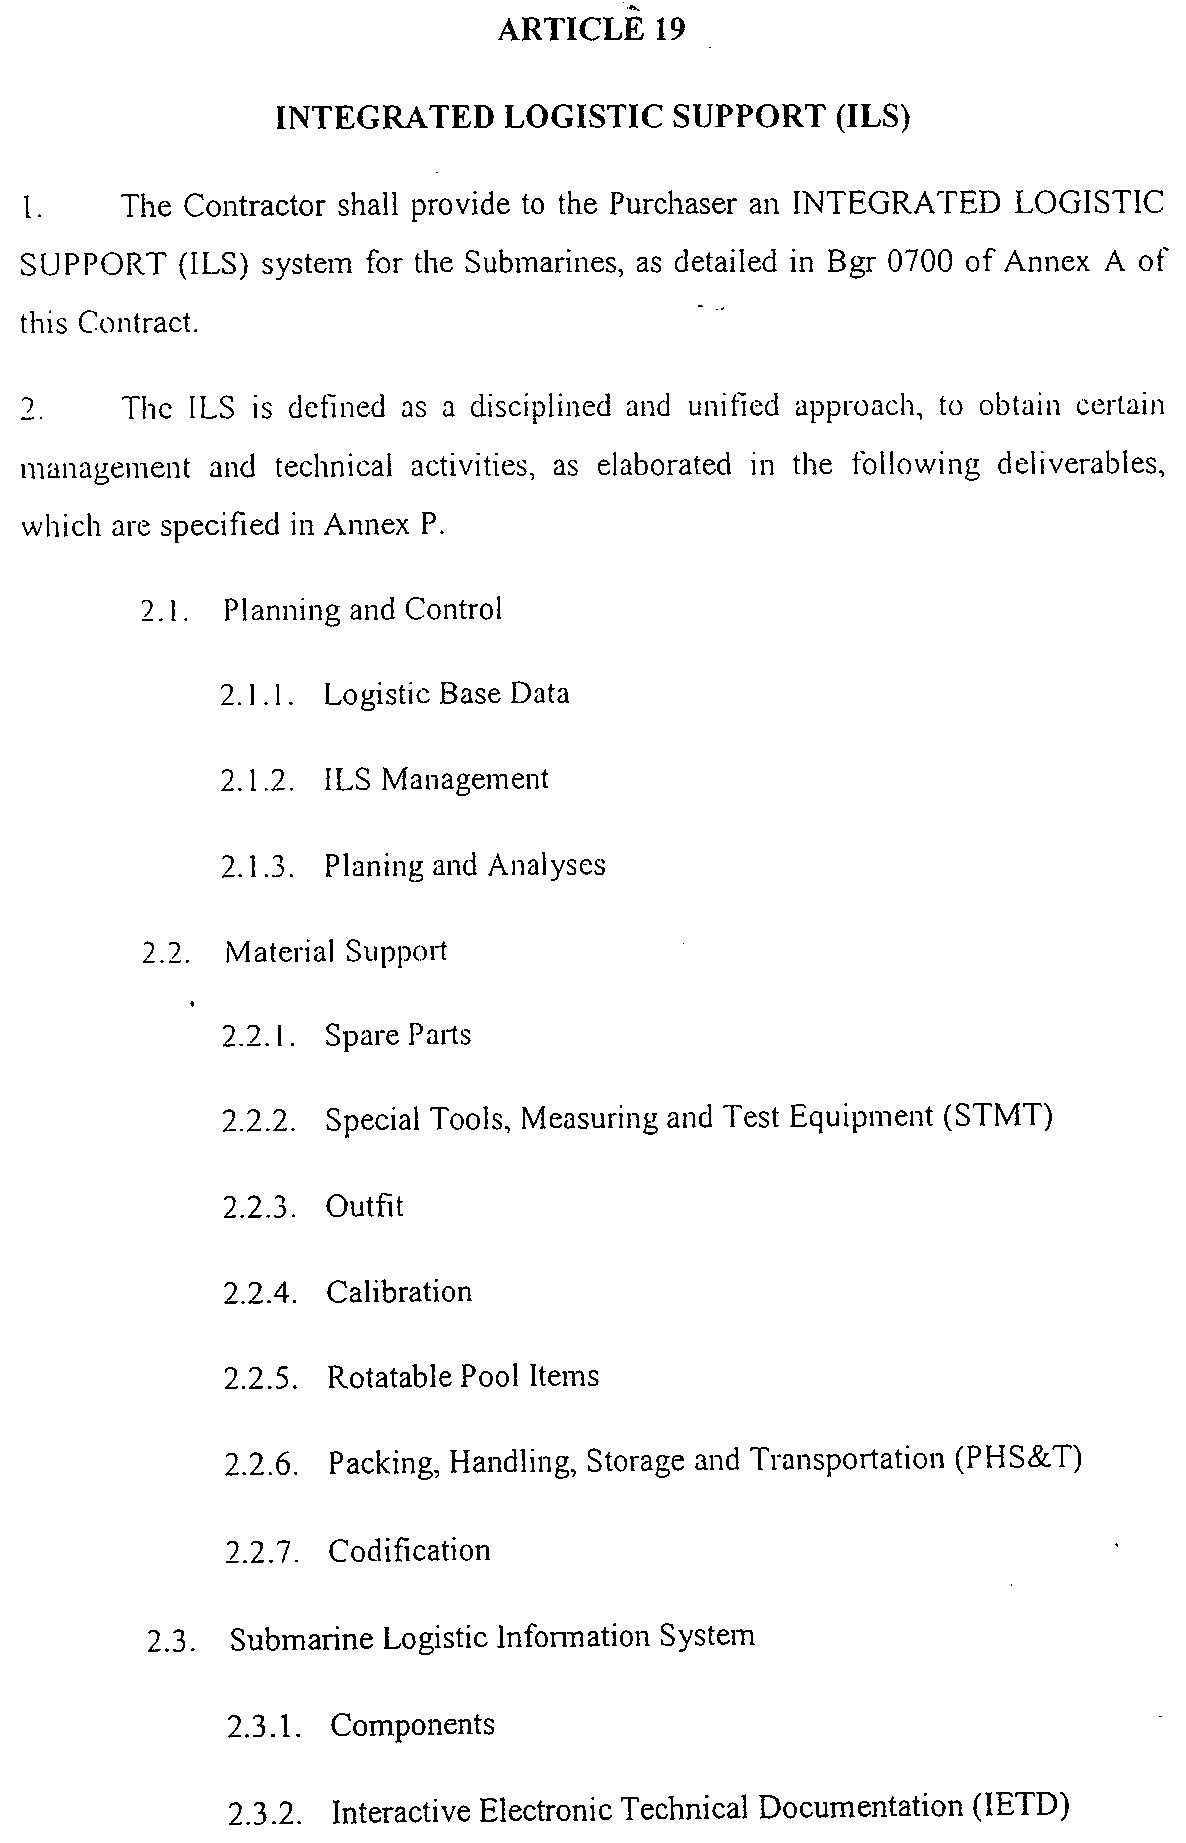 ARTICLE 19
INTEGRATED LOGISTIC SUPPORT (ILS)
1. The Contractor shall provide to the Purchaser an INTEGRATED LOGISTIC
SUPPORT (ILS) system for the Submarines, as detailed in Bgr 0700 of Annex A of
this Contract.
2. The ILS is defined as a disciplined and unified approach, to obtain certain
management and technical activities, as elaborated in the following deliverables,
which are specified in Annex P.
2.1. Planning and Control
2.1.1. Logistic Base Data
2.1.2. ILS Management
2.1.3. Planing and Analyses
2.2. Material Support
2.2.1. Spare Parts
2.2.2. Special Tools, Measuring and Test Equipment (STMT)
2.2.3. Outfit
2.2.4. Calibration
2.2.5. Rotatable Pool Items
2.2.6. Packing, Handling, Storage and Transportation (PHS&T)
2.2.7. Codification
2.3. Submarine Logistic Information System
2.3.1. Components
2.3.2. Interactive Electronic Technical Documentation (IETD)